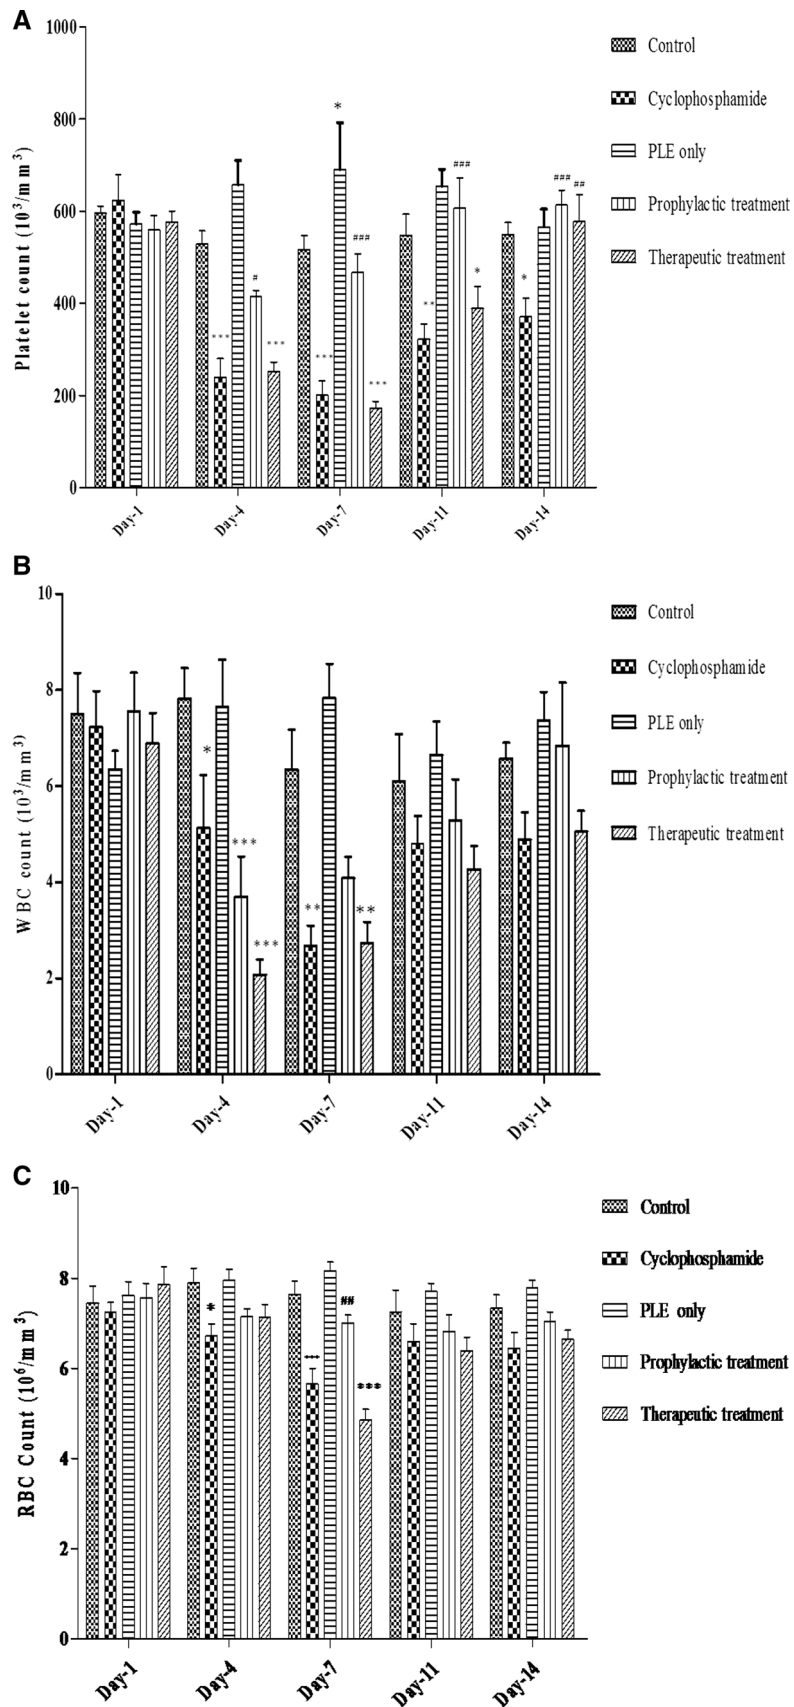 A
Platelet count (10³/mm³)
1000
800
600
400
200
0
*
###
###
##
#
###
*
**
*
***
***
***
***
Day-1
Day-4
Day-7
Day-11
Day-14
Control
Cyclophosphamide
PLE only
Prophylactic treatment
Therapeutic treatment
B
WBC count (10³/mm³)
10
8
6
4
2
0
*
***
***
**
**
Day-1
Day-4
Day-7
Day-11
Day-14
Control
Cyclophosphamide
PLE only
Prophylactic treatment
Therapeutic treatment
C
RBC Count (10⁶/mm³)
10
8
6
4
2
0
*
##
***
***
Day-1
Day-4
Day-7
Day-11
Day-14
Control
Cyclophosphamide
PLE only
Prophylactic treatment
Therapeutic treatment